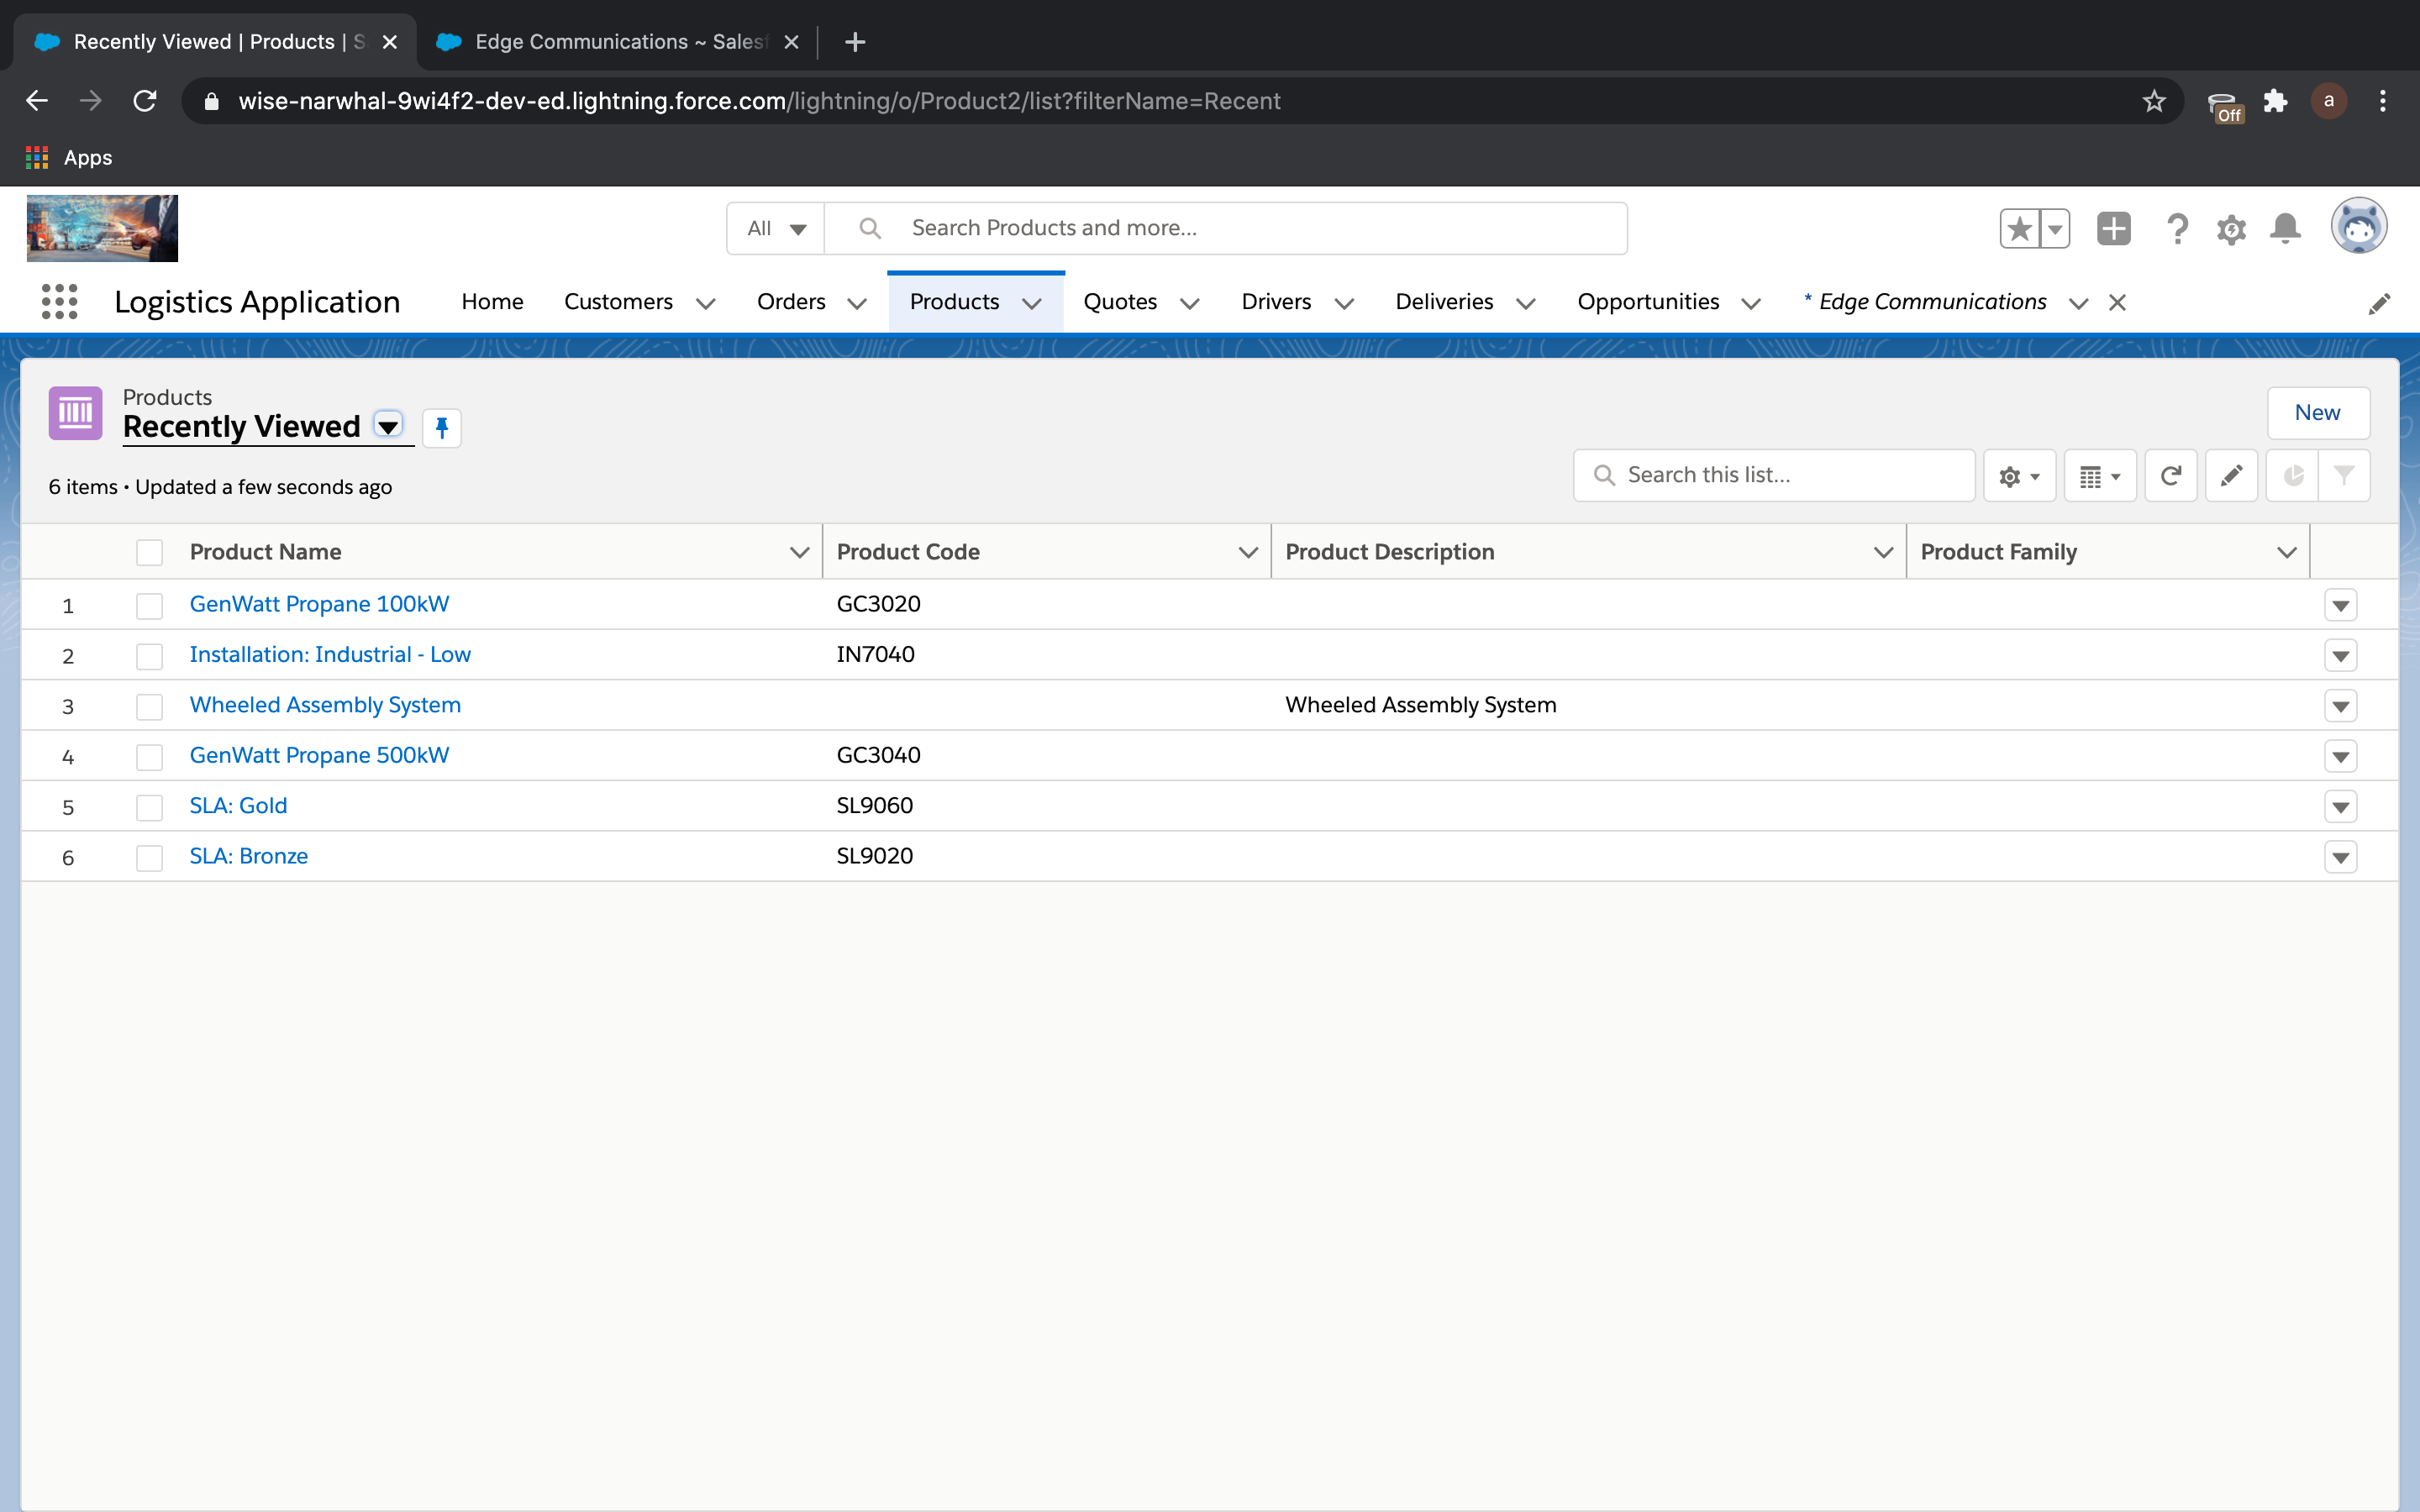 Recently Viewed | Products | S
Edge Communications ~ Salesf
wise-narwhal-9wi4f2-dev-ed.lightning.force.com/lightning/o/Product2/list?filterName=Recent
Off
a
Apps
All
Search Products and more...
Logistics Application
Home
Customers
Orders
Products
Quotes
Drivers
Deliveries
Opportunities
* Edge Communications
Products
Recently Viewed
New
6 items • Updated a few seconds ago
Search this list...
Product Name
Product Code
Product Description
Product Family
1 GenWatt Propane 100kW GC3020
2 Installation: Industrial - Low IN7040
3 Wheeled Assembly System Wheeled Assembly System
4 GenWatt Propane 500kW GC3040
5 SLA: Gold SL9060
6 SLA: Bronze SL9020